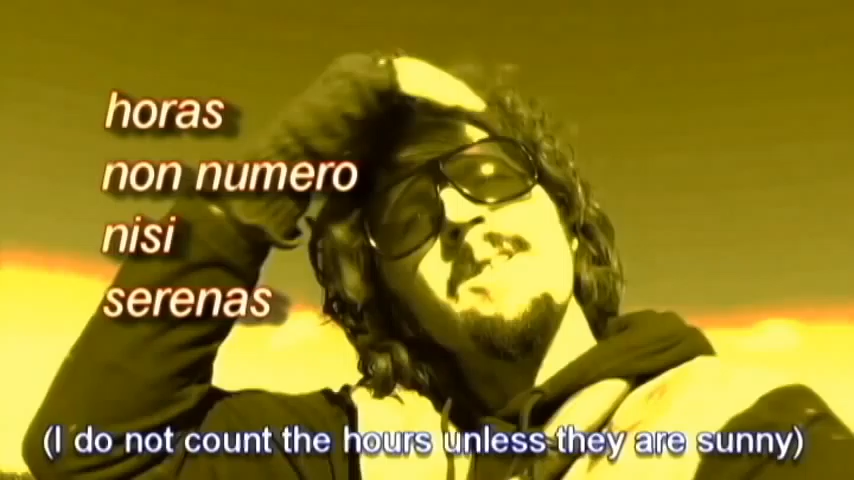 horas
non numero
nisi
serenas
(I do not count the hours unless they are sunny)